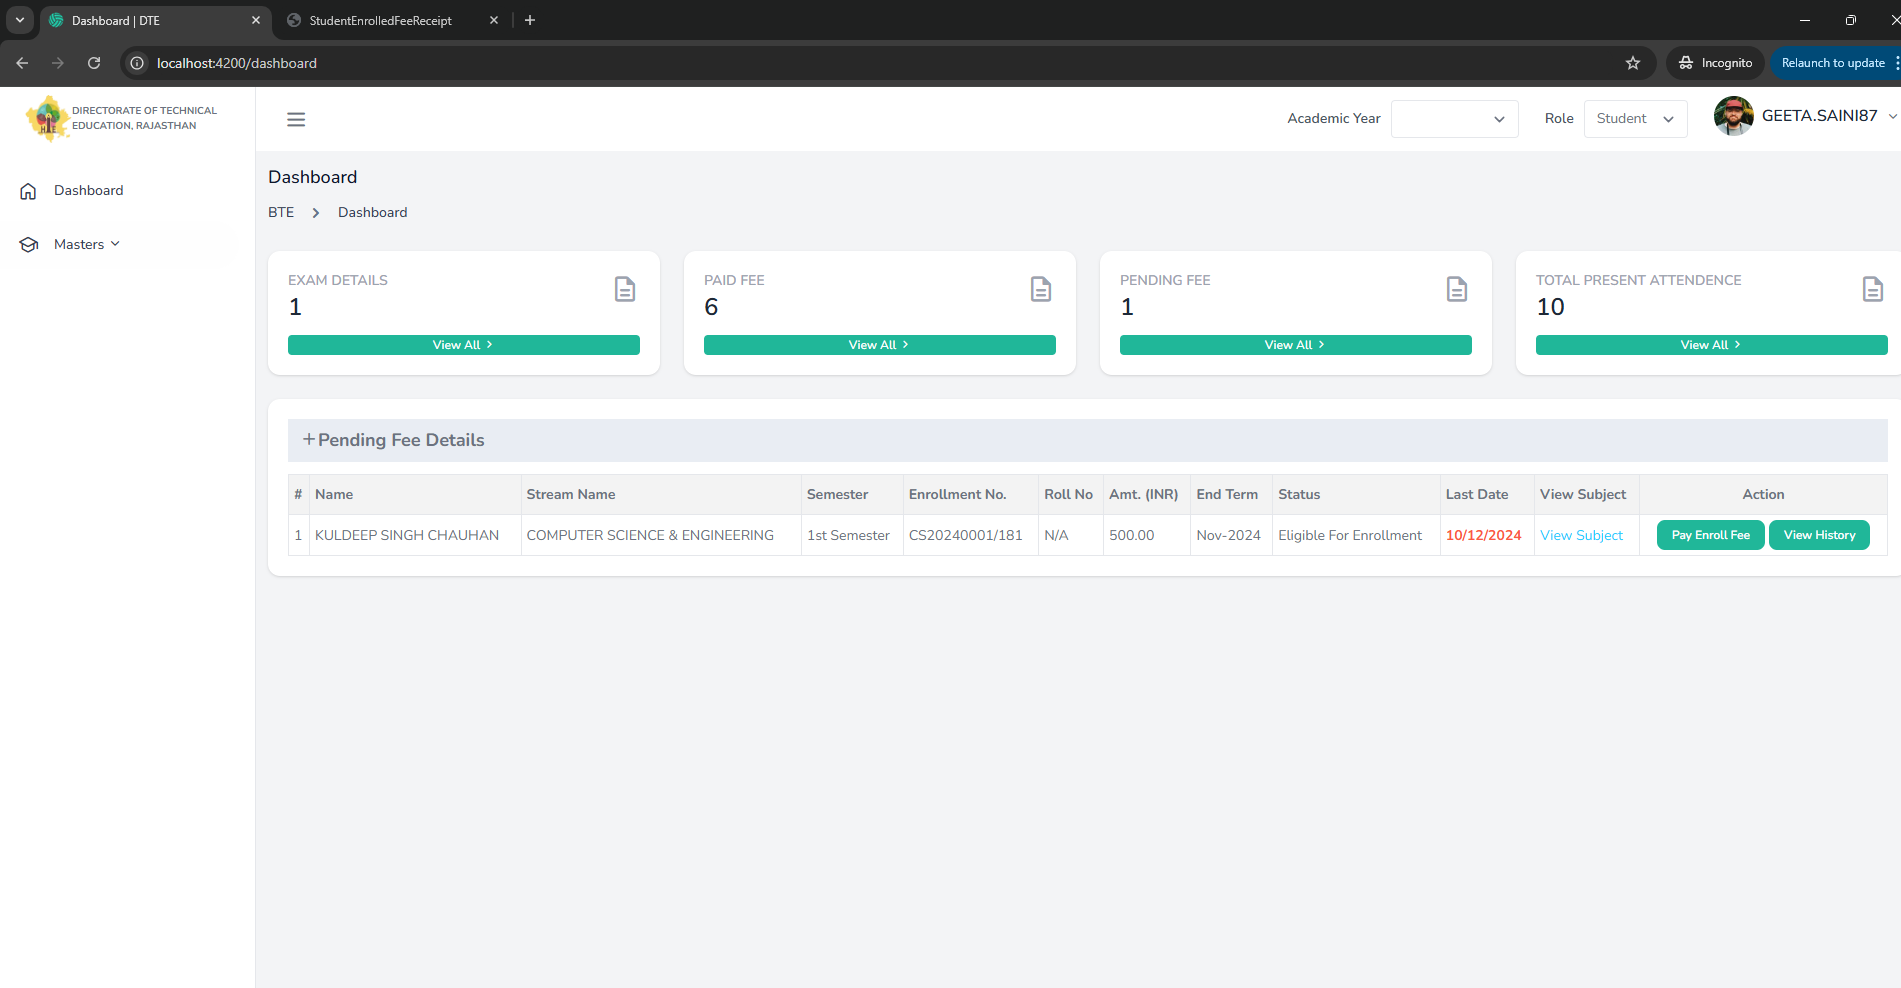 Dashboard | DTE
StudentEnrolledFeeReceipt
localhost:4200/dashboard
Incognito
Relaunch to update
DIRECTORATE OF TECHNICAL
EDUCATION, RAJASTHAN
Academic Year
Role
Student
GEETA.SAINI87
Dashboard
Masters
Dashboard
BTE > Dashboard
EXAM DETAILS
1
View All >
PAID FEE
6
View All >
PENDING FEE
1
View All >
TOTAL PRESENT ATTENDENCE
10
View All >
+Pending Fee Details
# Name Stream Name Semester Enrollment No. Roll No Amt. (INR) End Term Status Last Date View Subject Action
1 KULDEEP SINGH CHAUHAN COMPUTER SCIENCE & ENGINEERING 1st Semester CS20240001/181 N/A 500.00 Nov-2024 Eligible For Enrollment 10/12/2024 View Subject Pay Enroll Fee View History